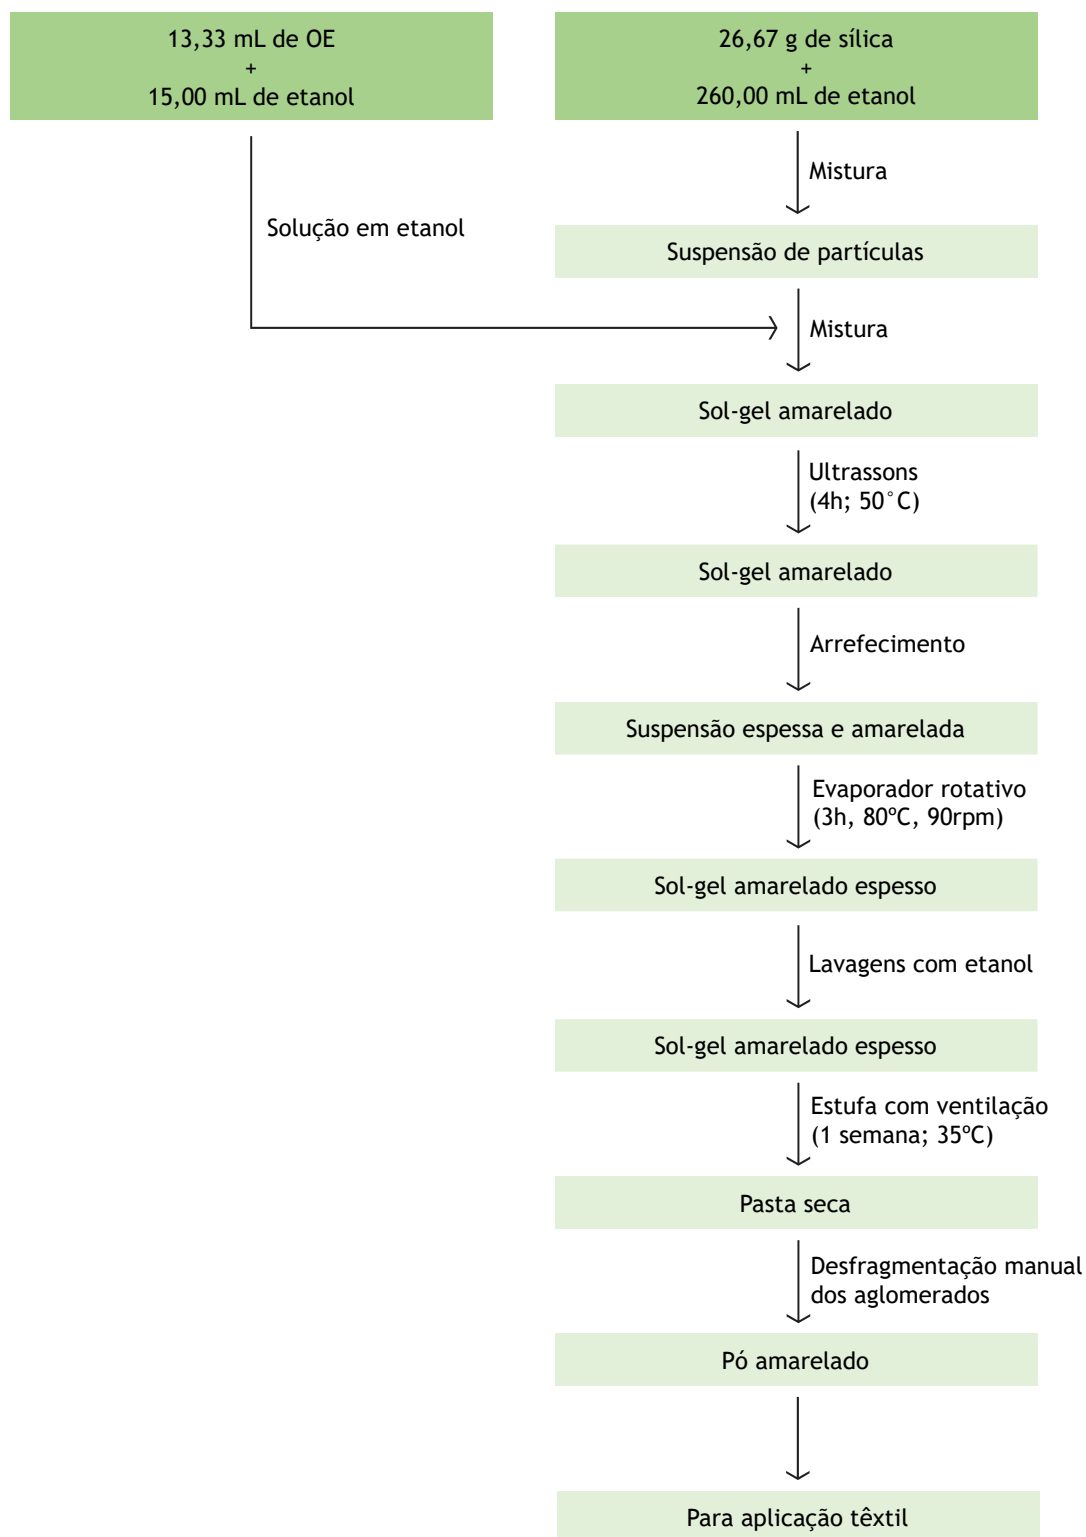 13,33 mL de OE
+
15,00 mL de etanol
26,67 g de sílica
+
260,00 mL de etanol
Mistura
Solução em etanol
Suspensão de partículas
Mistura
Sol-gel amarelado
Ultrassons
(4h; 50°C)
Sol-gel amarelado
Arrefecimento
Suspensão espessa e amarelada
Evaporador rotativo
(3h, 80ºC, 90rpm)
Sol-gel amarelado espesso
Lavagens com etanol
Sol-gel amarelado espesso
Estufa com ventilação
(1 semana; 35ºC)
Pasta seca
Desfragmentação manual
dos aglomerados
Pó amarelado
Para aplicação têxtil